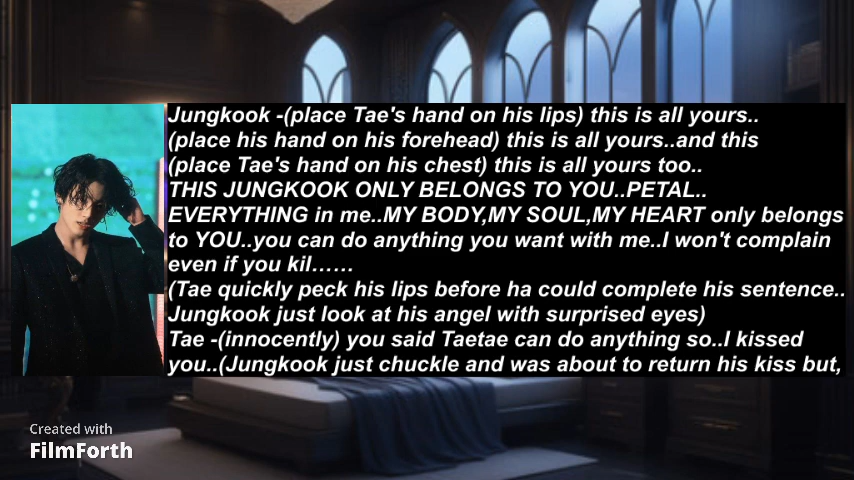 Jungkook -(place Tae's hand on his lips) this is all yours..
(place his hand on his forehead) this is all yours..and this
(place Tae's hand on his chest) this is all yours too..
THIS JUNGKOOK ONLY BELONGS TO YOU..PETAL..
EVERYTHING in me..MY BODY,MY SOUL,MY HEART only belongs
to YOU..you can do anything you want with me..I won't complain
even if you kil……
(Tae quickly peck his lips before ha could complete his sentence..
Jungkook just look at his angel with surprised eyes)
Tae -(innocently) you said Taetae can do anything so..I kissed
you..(Jungkook just chuckle and was about to return his kiss but,
Created with
FilmForth